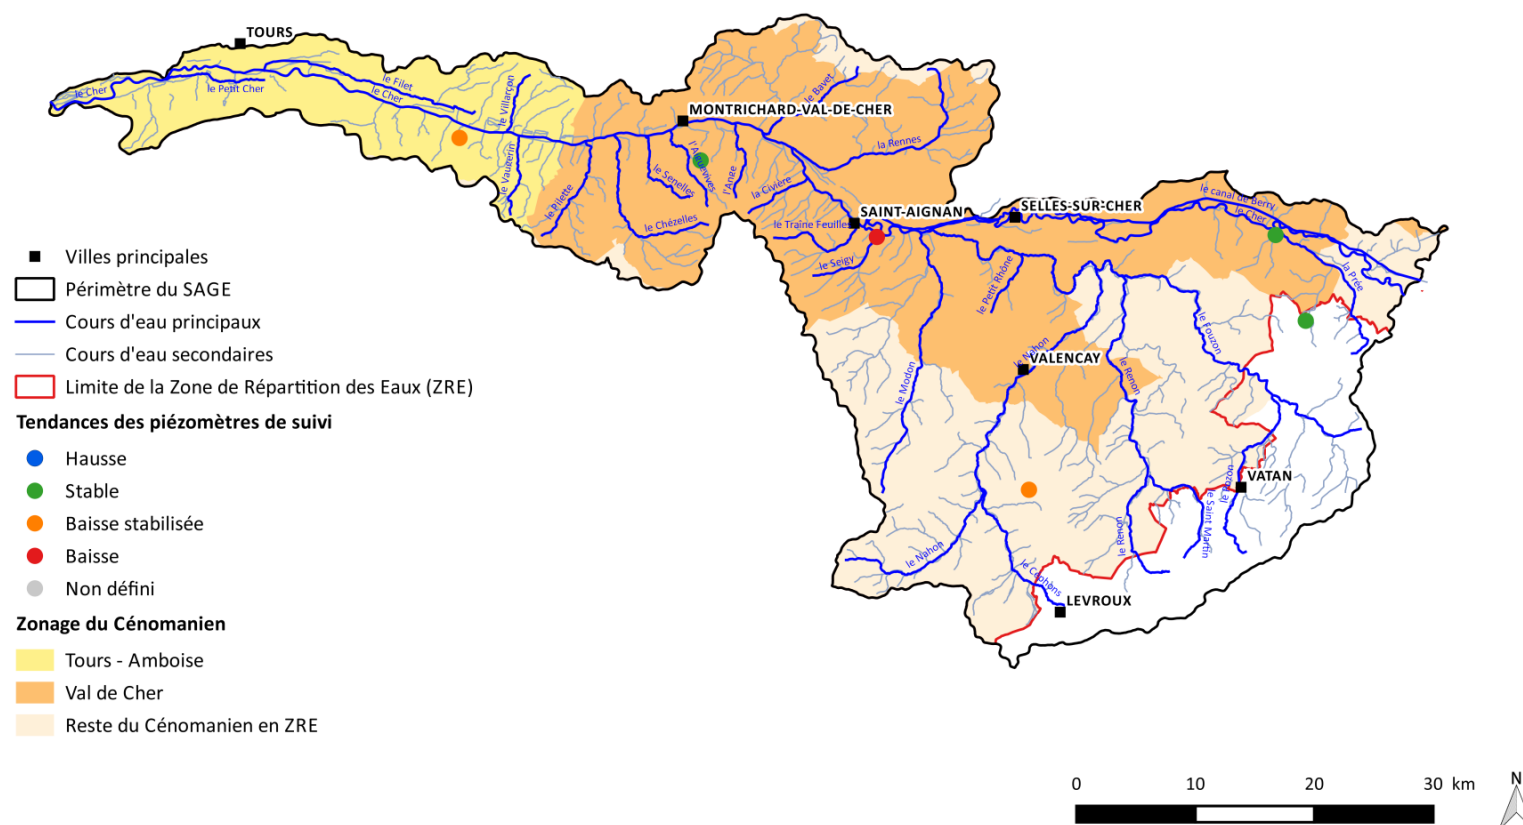 TOURS
le Cher
le Petit Cher
le Filet
le Cher
le Villarçon
le Vauzerin
le Bavet
MONTRICHARD-VAL-DE-CHER
la Rennes
l'Aiguevives
le Senelles
l'Ange
la Civière
le Pilette
le Chézelles
SAINT-AIGNAN
le Traîne Feuilles
le Seigy
SELLES-SUR-CHER
le canal de Berry
le Cher
la Prée
le Petit Rhône
le Fouzon
le Nahon
VALENCAY
le Modon
le Renon
VATAN
le Pozon
le Saint Martin
le Renon
le Nahon
le Céphons
LEVROUX
Villes principales
Périmètre du SAGE
Cours d'eau principaux
Cours d'eau secondaires
Limite de la Zone de Répartition des Eaux (ZRE)
Tendances des piézomètres de suivi
Hausse
Stable
Baisse stabilisée
Baisse
Non défini
Zonage du Cénomanien
Tours - Amboise
Val de Cher
Reste du Cénomanien en ZRE
0 10 20 30 km
N